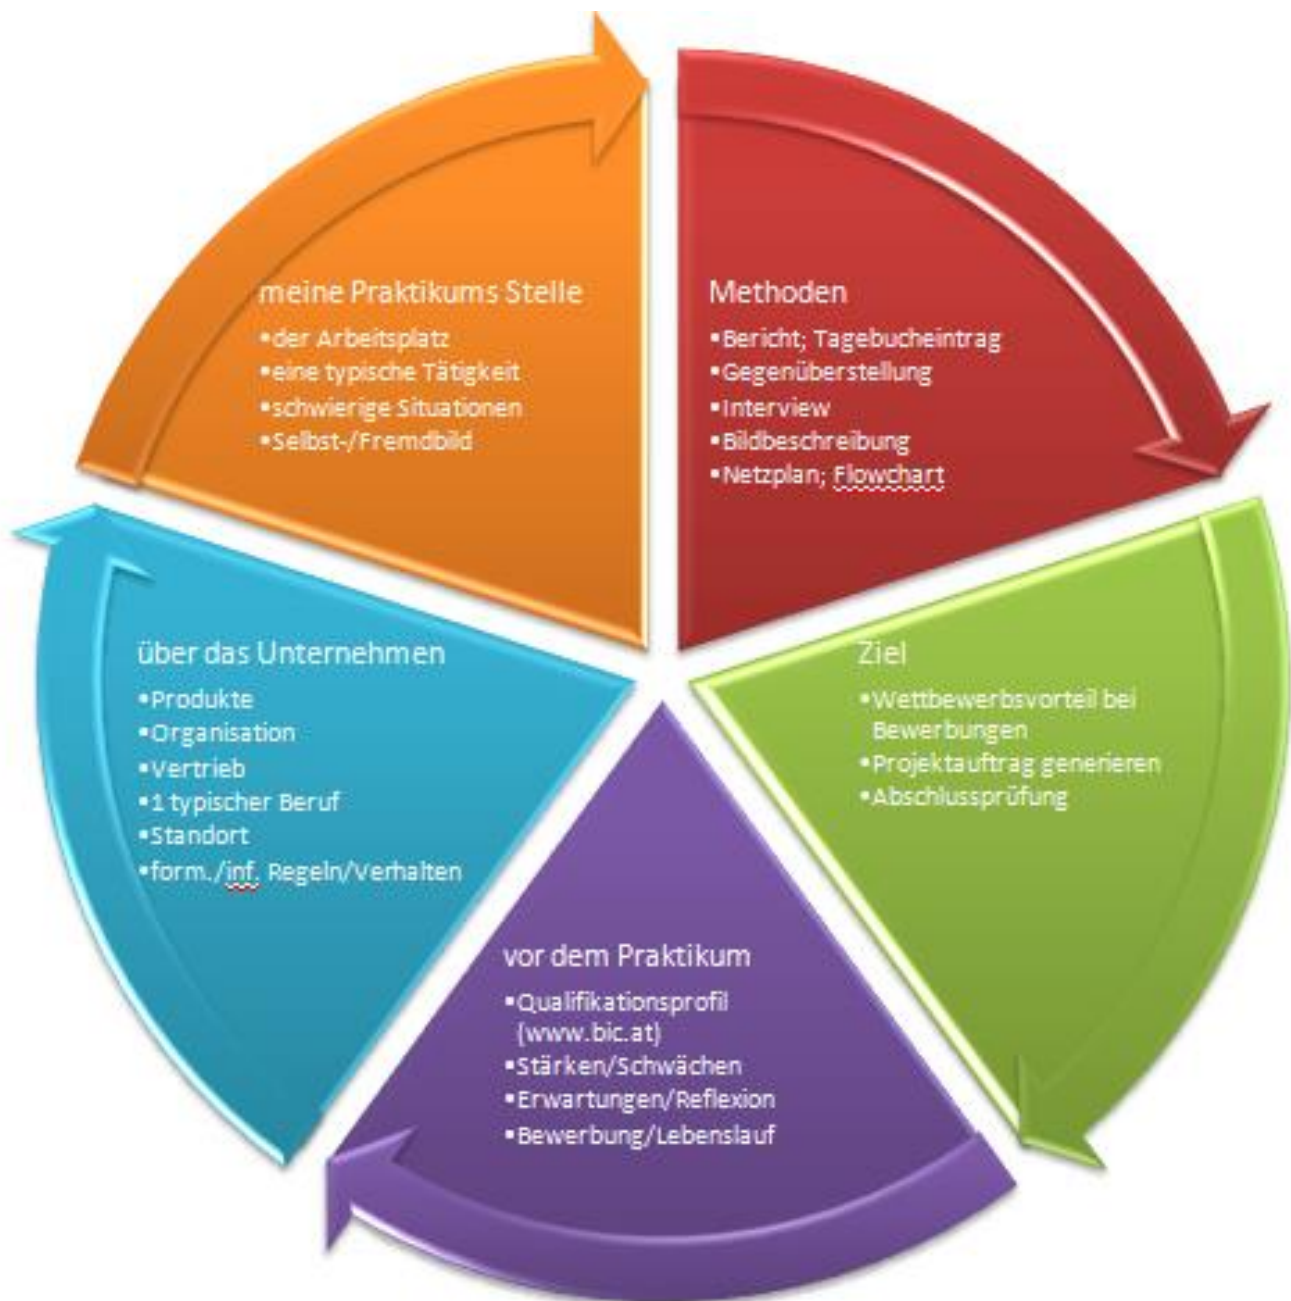 meine Praktikums Stelle
▪der Arbeitsplatz
▪eine typische Tätigkeit
▪schwierige Situationen
▪Selbst-/Fremdbild
Methoden
▪Bericht; Tagebucheintrag
▪Gegenüberstellung
▪Interview
▪Bildbeschreibung
▪Netzplan; Flowchart
über das Unternehmen
▪Produkte
▪Organisation
▪Vertrieb
▪1 typischer Beruf
▪Standort
▪form./inf. Regeln/Verhalten
Ziel
▪Wettbewerbsvorteil bei
Bewerbungen
▪Projektauftrag generieren
▪Abschlussprüfung
vor dem Praktikum
▪Qualifikationsprofil
(www.bic.at)
▪Stärken/Schwächen
▪Erwartungen/Reflexion
▪Bewerbung/Lebenslauf